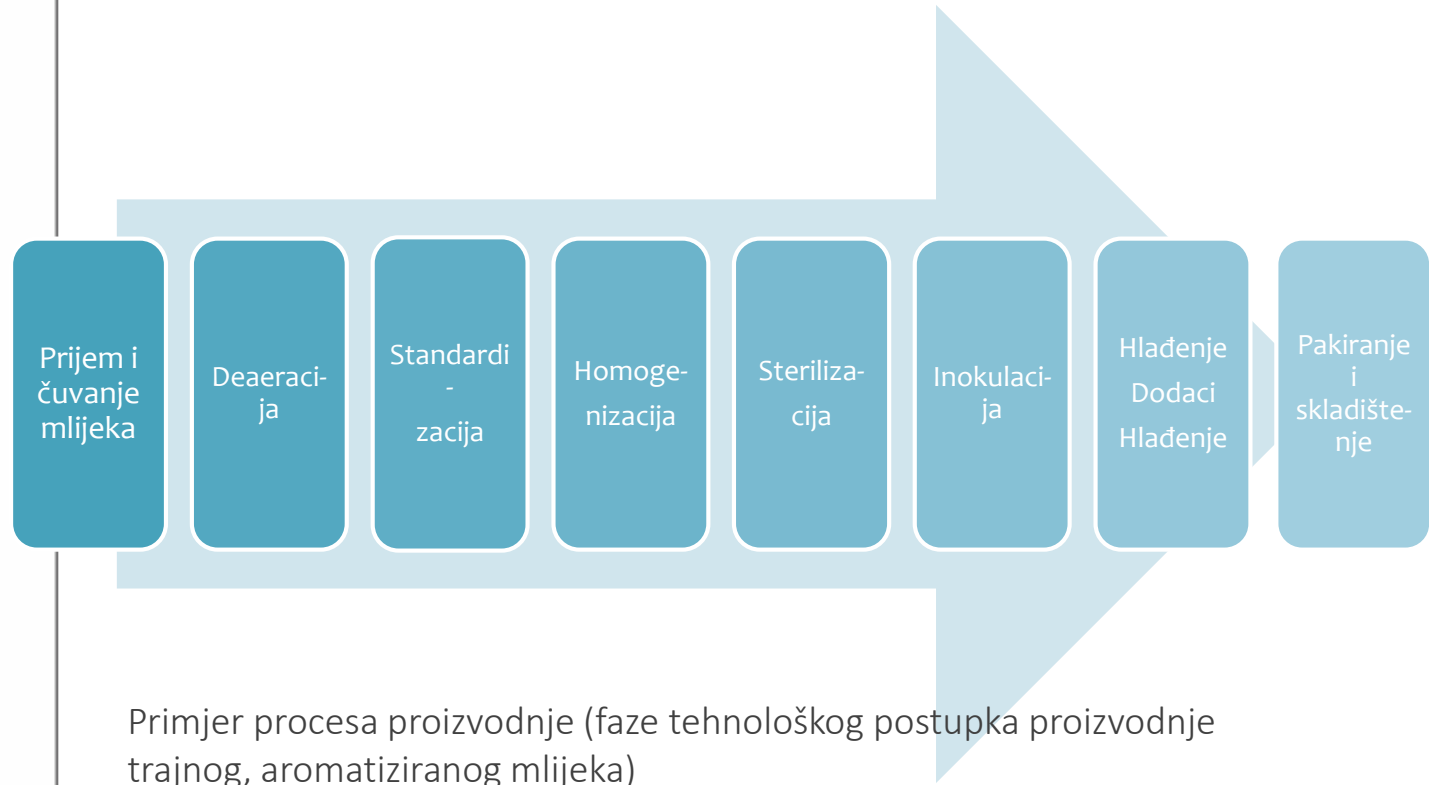 Prijem i
čuvanje
mlijeka
Deaeraci-
ja
Standardi
-
zacija
Homoge-
nizacija
Steriliza-
cija
Inokulaci-
ja
Hlađenje
Dodaci
Hlađenje
Pakiranje
i
skladište-
nje
Primjer procesa proizvodnje (faze tehnološkog postupka proizvodnje
trajnog, aromatiziranog mlijeka)